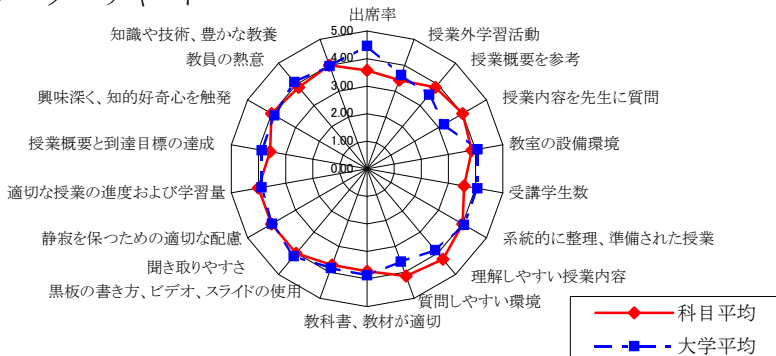 出席率
授業外学習活動
授業概要を参考
授業内容を先生に質問
教室の設備環境
受講学生数
系統的に整理、準備された授業
理解しやすい授業内容
質問しやすい環境
教科書、教材が適切
黒板の書き方、ビデオ、スライドの使用
聞き取りやすさ
静寂を保つための適切な配慮
適切な授業の進度および学習量
授業概要と到達目標の達成
興味深く、知的好奇心を触発
教員の熱意
知識や技術、豊かな教養
5.00
4.00
3.00
2.00
1.00
0.00
科目平均
大学平均